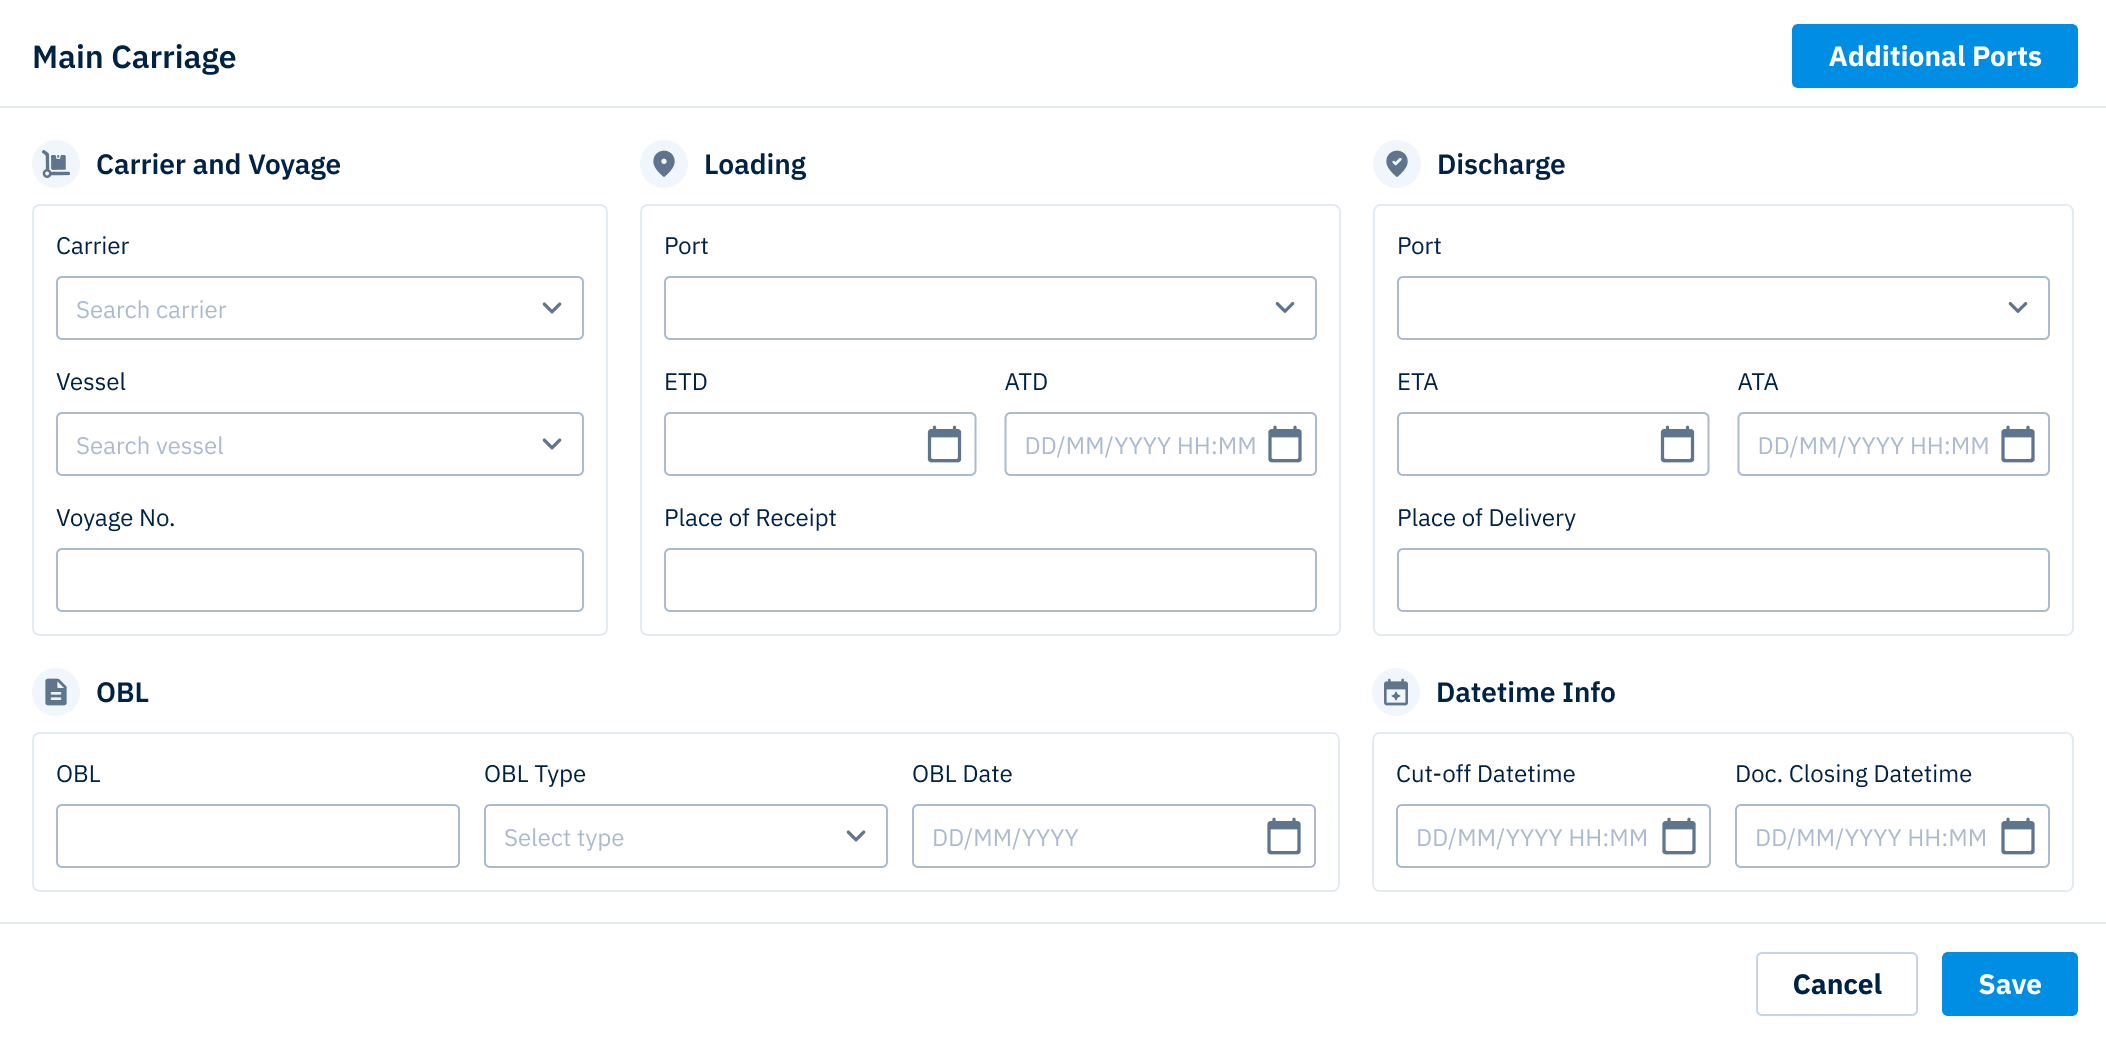 Main Carriage
Additional Ports
Carrier and Voyage
Carrier
Search carrier
Vessel
Search vessel
Voyage No.
Loading
Port
ETD
ATD
DD/MM/YYYY HH:MM
Place of Receipt
Discharge
Port
ETA
ATA
DD/MM/YYYY HH:MM
Place of Delivery
OBL
OBL
OBL Type
Select type
OBL Date
DD/MM/YYYY
Datetime Info
Cut-off Datetime
DD/MM/YYYY HH:MM
Doc. Closing Datetime
DD/MM/YYYY HH:MM
Cancel
Save